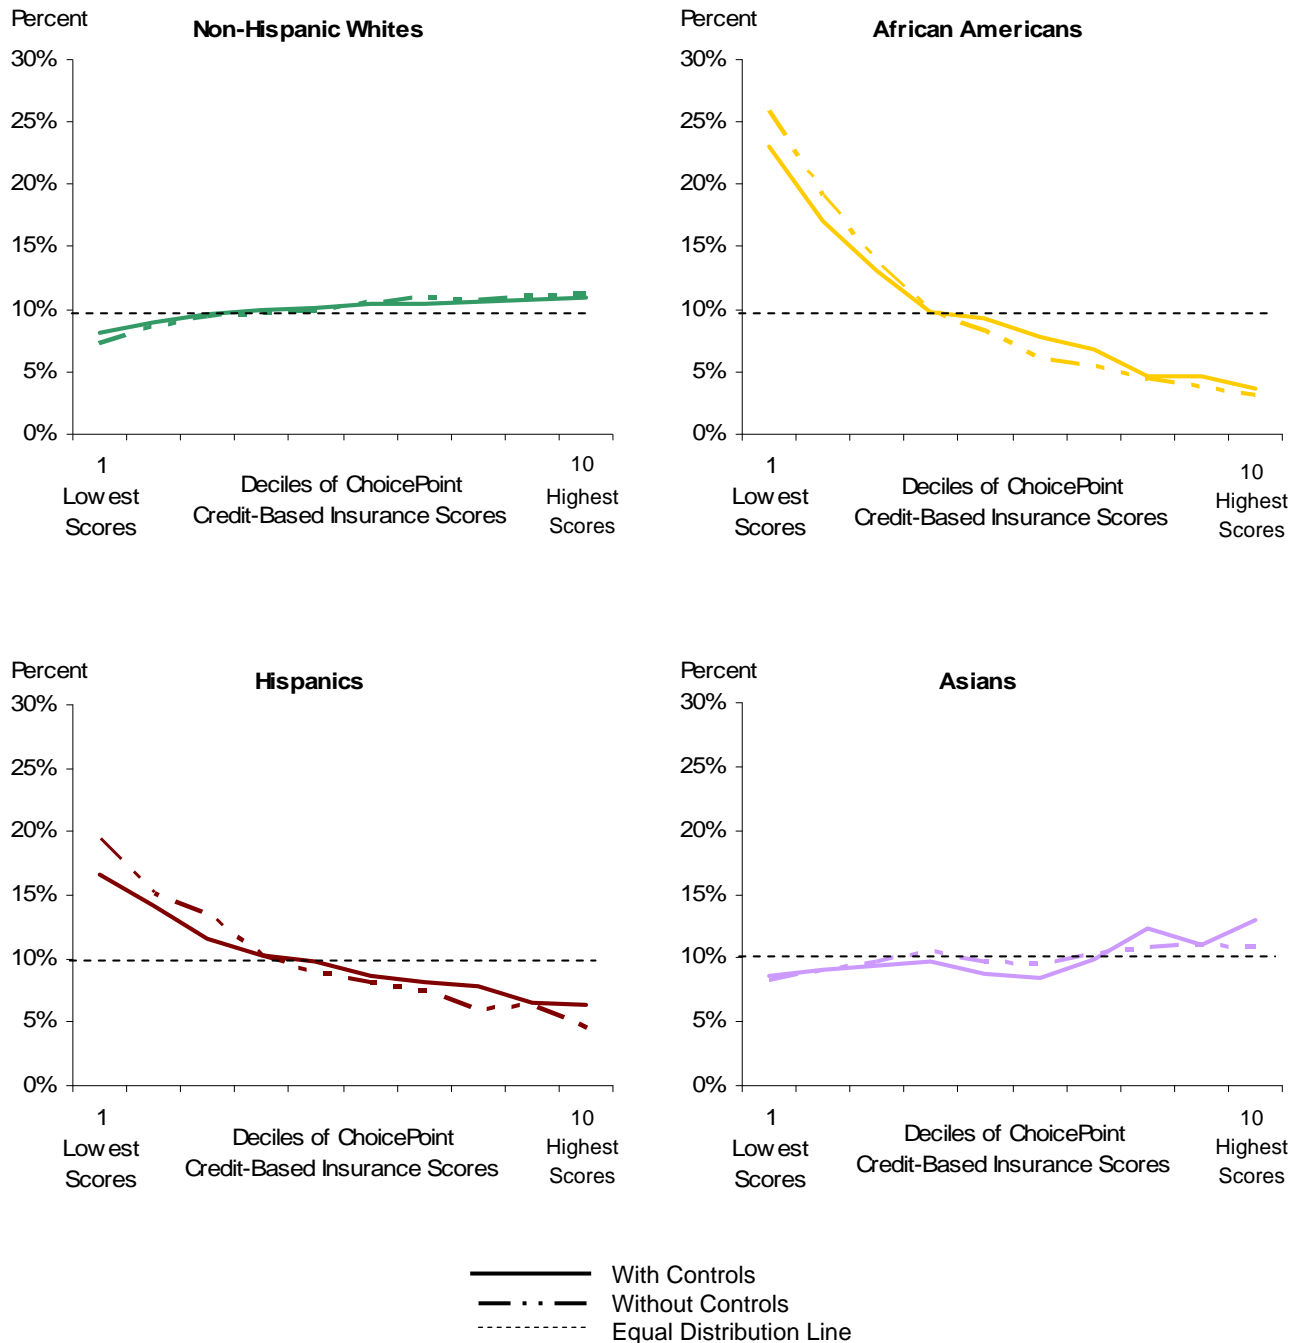 Percent
Non-Hispanic Whites
30%
25%
20%
15%
10%
5%
0%
1
Lowest
Scores
Deciles of ChoicePoint
Credit-Based Insurance Scores
10
Highest
Scores
Percent
African Americans
30%
25%
20%
15%
10%
5%
0%
1
Lowest
Scores
Deciles of ChoicePoint
Credit-Based Insurance Scores
10
Highest
Scores
Percent
Hispanics
30%
25%
20%
15%
10%
5%
0%
1
Lowest
Scores
Deciles of ChoicePoint
Credit-Based Insurance Scores
10
Highest
Scores
Percent
Asians
30%
25%
20%
15%
10%
5%
0%
1
Lowest
Scores
Deciles of ChoicePoint
Credit-Based Insurance Scores
10
Highest
Scores
With Controls
Without Controls
Equal Distribution Line